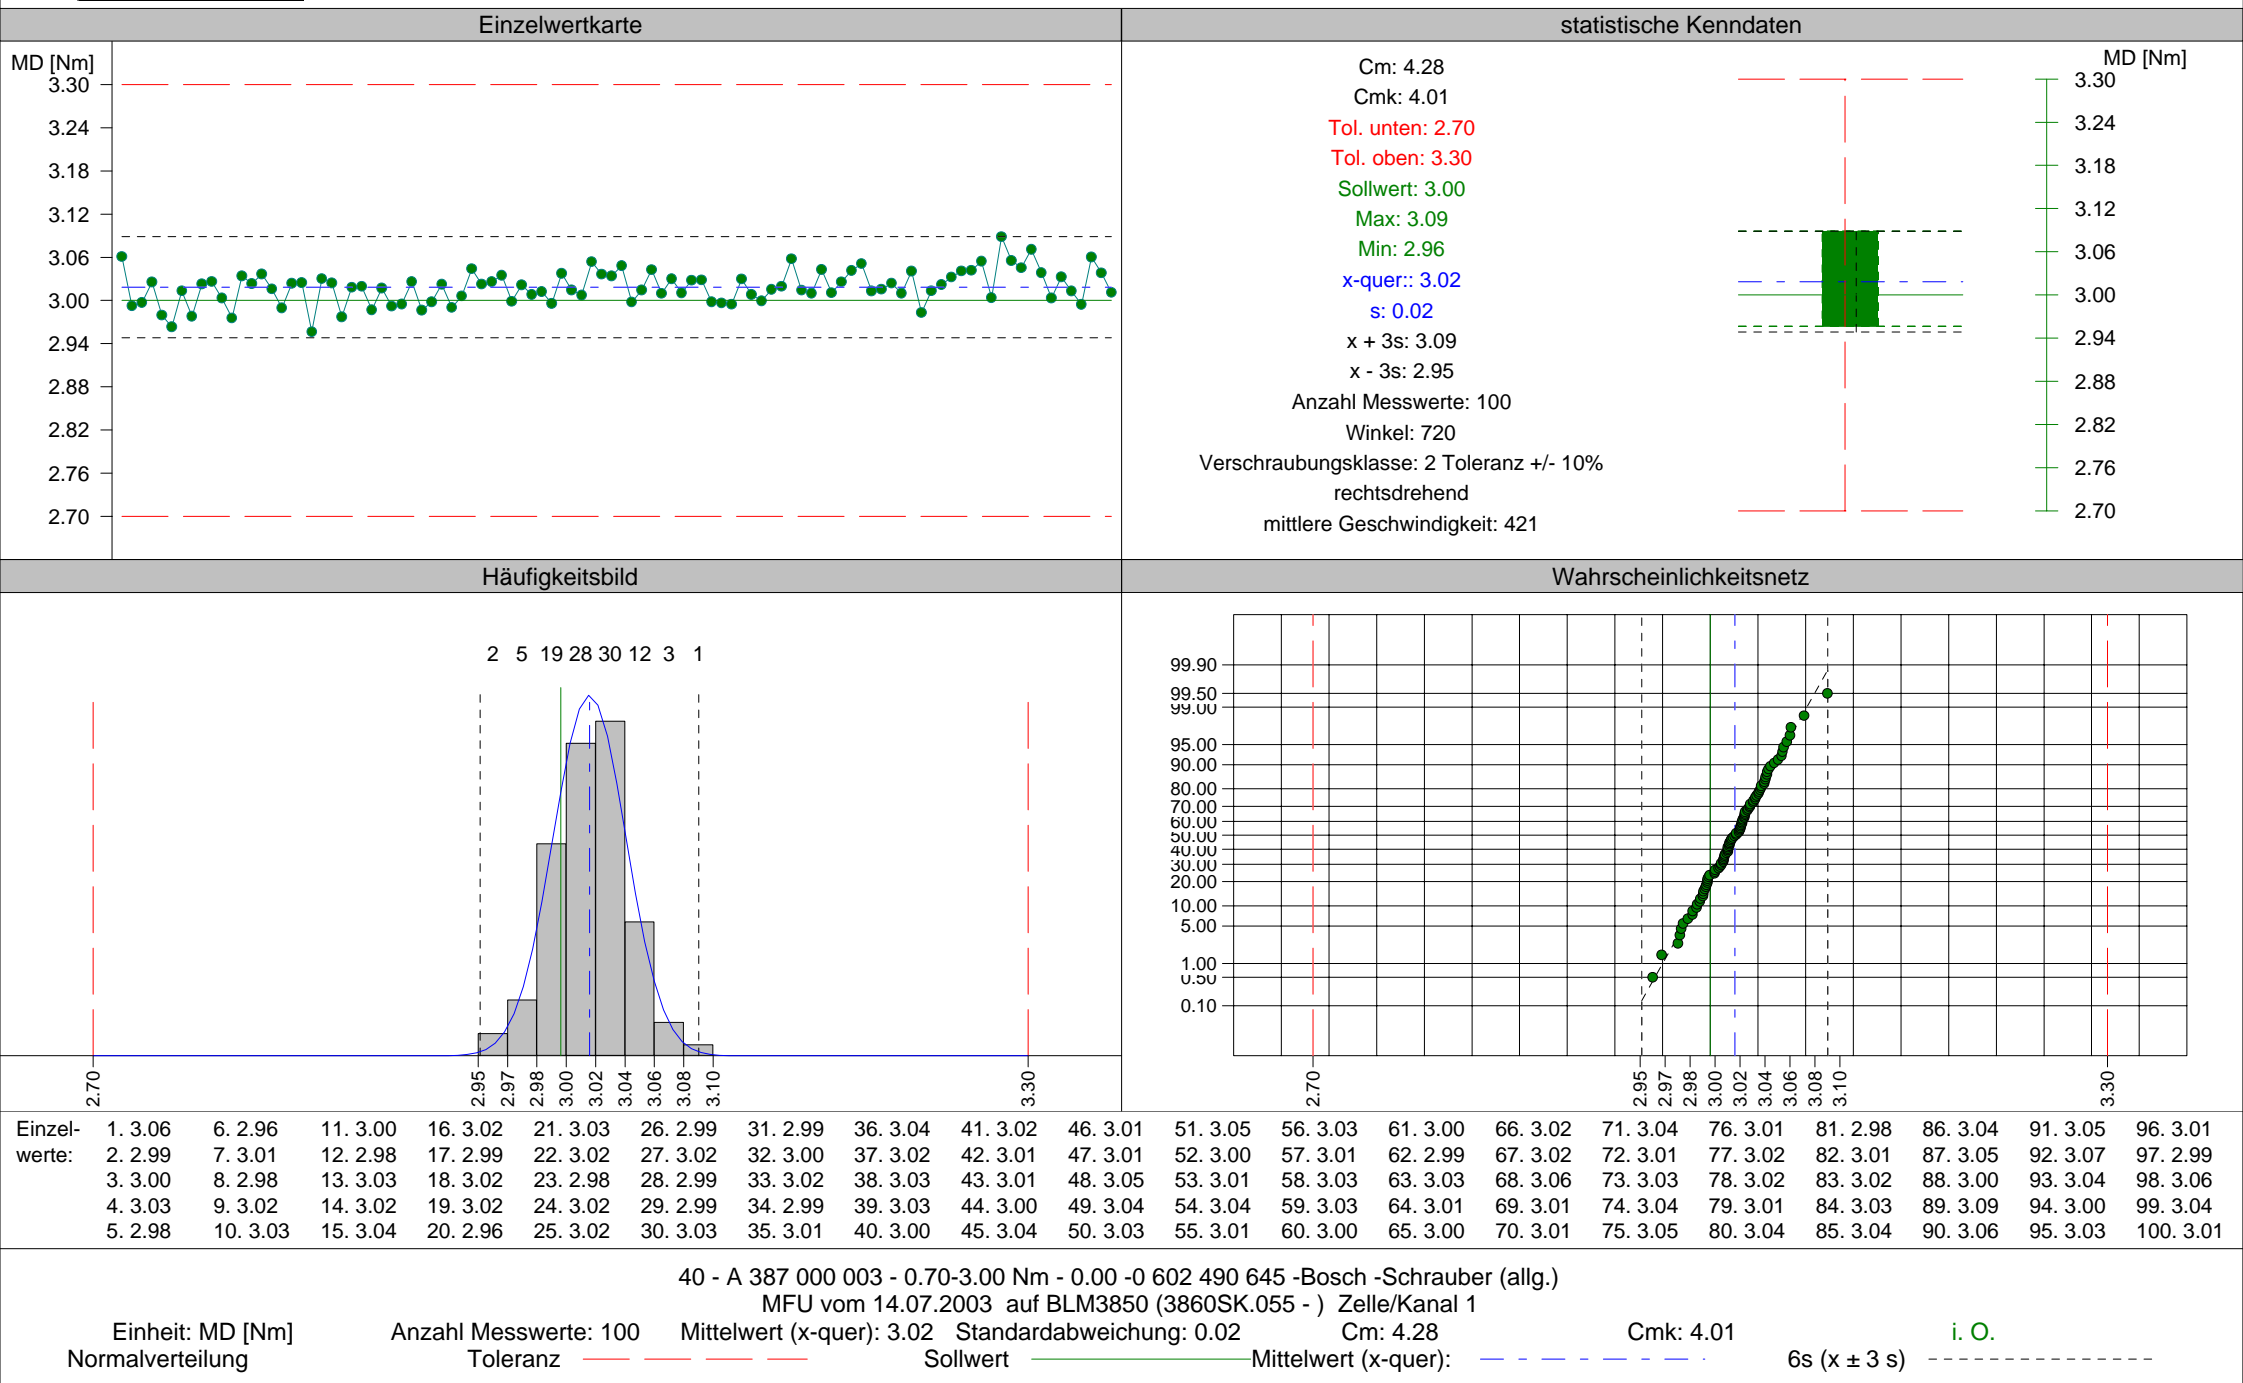 Einzelwertkarte
MD [Nm]
3.30
3.24
3.18
3.12
3.06
3.00
2.94
2.88
2.82
2.76
2.70
statistische Kenndaten
Cm: 4.28
Cmk: 4.01
Tol. unten: 2.70
Tol. oben: 3.30
Sollwert: 3.00
Max: 3.09
Min: 2.96
x-quer:: 3.02
s: 0.02
x + 3s: 3.09
x - 3s: 2.95
Anzahl Messwerte: 100
Winkel: 720
Verschraubungsklasse: 2 Toleranz +/- 10%
rechtsdrehend
mittlere Geschwindigkeit: 421
MD [Nm]
3.30
3.24
3.18
3.12
3.06
3.00
2.94
2.88
2.82
2.76
2.70
Häufigkeitsbild
2 5 19 28 30 12 3 1
2.70 2.95 2.97 2.98 3.00 3.02 3.04 3.06 3.08 3.10 3.30
Wahrscheinlichkeitsnetz
99.90
99.50
99.00
95.00
90.00
80.00
70.00
60.00
50.00
40.00
30.00
20.00
10.00
5.00
1.00
0.50
0.10
2.70 2.95 2.97 2.98 3.00 3.02 3.04 3.06 3.08 3.10 3.30
Einzel- 1. 3.06 6. 2.96 11. 3.00 16. 3.02 21. 3.03 26. 2.99 31. 2.99 36. 3.04 41. 3.02 46. 3.01 51. 3.05 56. 3.03 61. 3.00 66. 3.02 71. 3.04 76. 3.01 81. 2.98 86. 3.04 91. 3.05 96. 3.01
werte: 2. 2.99 7. 3.01 12. 2.98 17. 2.99 22. 3.02 27. 3.02 32. 3.00 37. 3.02 42. 3.01 47. 3.01 52. 3.00 57. 3.01 62. 2.99 67. 3.02 72. 3.01 77. 3.02 82. 3.01 87. 3.05 92. 3.07 97. 2.99
3. 3.00 8. 2.98 13. 3.03 18. 3.02 23. 2.98 28. 2.99 33. 3.02 38. 3.03 43. 3.01 48. 3.05 53. 3.01 58. 3.03 63. 3.03 68. 3.06 73. 3.03 78. 3.02 83. 3.02 88. 3.00 93. 3.04 98. 3.06
4. 3.03 9. 3.02 14. 3.02 19. 3.02 24. 3.02 29. 2.99 34. 2.99 39. 3.03 44. 3.00 49. 3.04 54. 3.04 59. 3.03 64. 3.01 69. 3.01 74. 3.04 79. 3.01 84. 3.03 89. 3.09 94. 3.00 99. 3.04
5. 2.98 10. 3.03 15. 3.04 20. 2.96 25. 3.02 30. 3.03 35. 3.01 40. 3.00 45. 3.04 50. 3.03 55. 3.01 60. 3.00 65. 3.00 70. 3.01 75. 3.05 80. 3.04 85. 3.04 90. 3.06 95. 3.03 100. 3.01
40 - A 387 000 003 - 0.70-3.00 Nm - 0.00 -0 602 490 645 -Bosch -Schrauber (allg.)
MFU vom 14.07.2003 auf BLM3850 (3860SK.055 - ) Zelle/Kanal 1
Einheit: MD [Nm] Anzahl Messwerte: 100 Mittelwert (x-quer): 3.02 Standardabweichung: 0.02 Cm: 4.28 Cmk: 4.01 i. O.
Normalverteilung Toleranz Sollwert Mittelwert (x-quer): 6s (x ± 3 s)